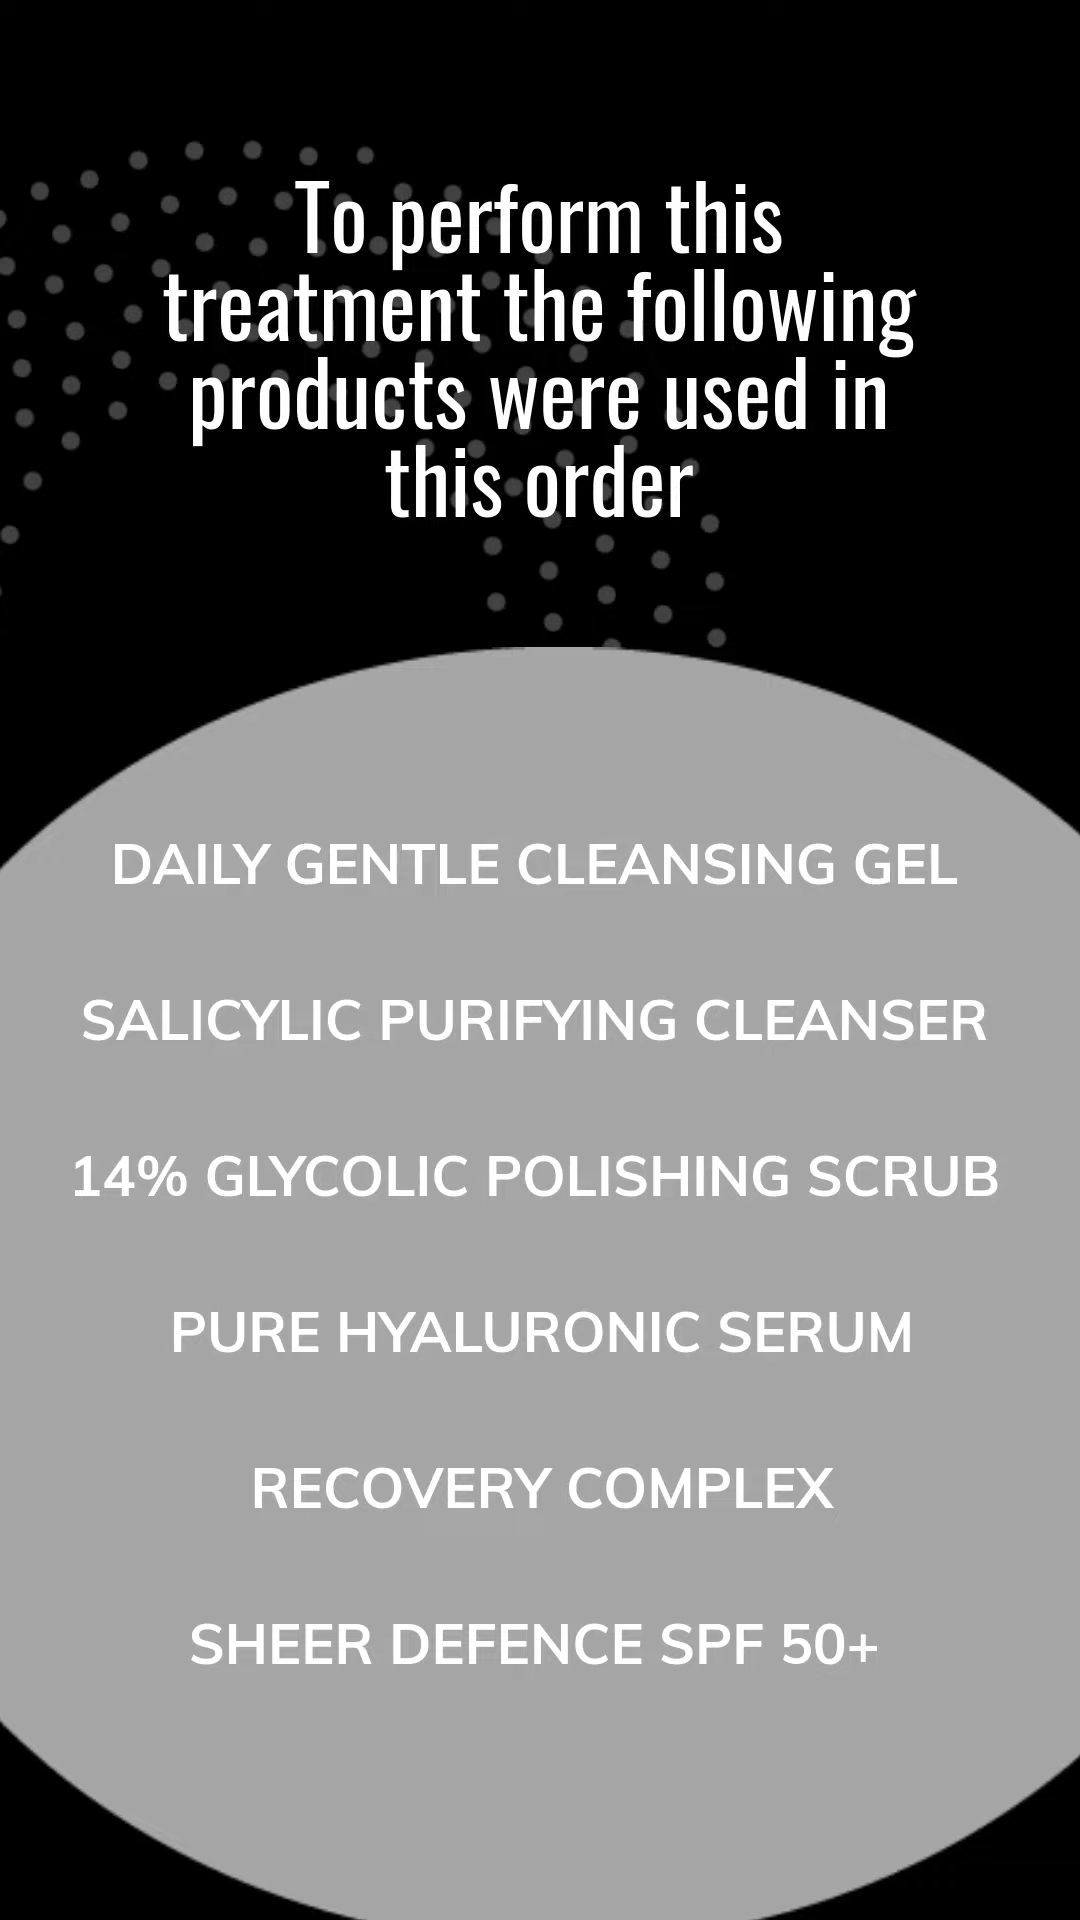 To perform this
treatment the following
products were used in
this order
DAILY GENTLE CLEANSING GEL
SALICYLIC PURIFYING CLEANSER
14% GLYCOLIC POLISHING SCRUB
PURE HYALURONIC SERUM
RECOVERY COMPLEX
SHEER DEFENCE SPF 50+